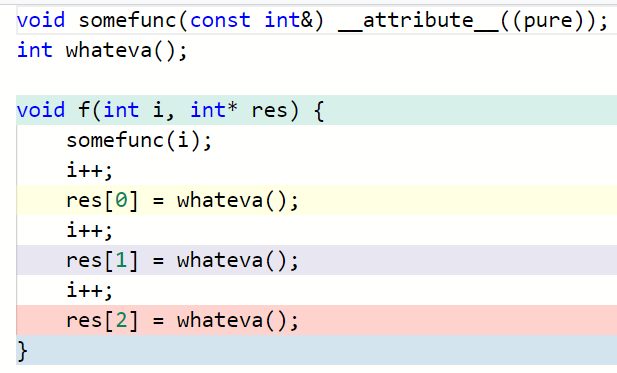 void somefunc(const int&) __attribute__((pure));
int whateva();

void f(int i, int* res) {
    somefunc(i);
    i++;
    res[0] = whateva();
    i++;
    res[1] = whateva();
    i++;
    res[2] = whateva();
}